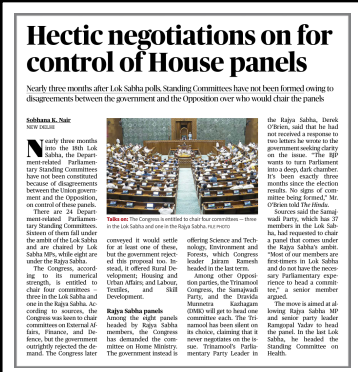 Hectic negotiations on for
control of House panels
Nearly three months after Lok Sabha polls, Standing Committees have not been formed owing to
disagreements between the government and the Opposition over who would chair the panels
Sobhana K. Nair
NEW DELHI
Nearly three months
into the 18th Lok
Sabha, the Depart-
ment-related Parliamen-
tary Standing Committees
have not been constituted
because of disagreements
between the Union govern-
ment and the Opposition,
on control of these panels.
There are 24 Depart-
ment-related Parliamen-
tary Standing Committees.
Sixteen of them fall under
the ambit of the Lok Sabha
and are chaired by Lok
Sabha MPs, while eight are
under the Rajya Sabha.
The Congress, accord-
ing to its numerical
strength, is entitled to
chair four committees –
three in the Lok Sabha and
one in the Rajya Sabha. Ac-
cording to sources, the
Congress was keen to chair
committees on External Af-
fairs, Finance, and De-
fence, but the government
outrightly rejected the de-
mand. The Congress later
Talks on: The Congress is entitled to chair four committees — three
in the Lok Sabha and one in the Rajya Sabha. FILE PHOTO
conveyed it would settle
for at least one of these,
but the government reject-
ed this proposal too. In-
stead, it offered Rural De-
velopment; Housing and
Urban Affairs; and Labour,
Textiles, and Skill
Development.
Rajya Sabha panels
Among the eight panels
headed by Rajya Sabha
members, the Congress
has demanded the com-
mittee on Home Ministry.
The government instead is
offering Science and Tech-
nology, Environment and
Forests, which Congress
leader Jairam Ramesh
headed in the last term.
Among other Opposi-
tion parties, the Trinamool
Congress, the Samajwadi
Party, and the Dravida
Munnetra Kazhagam
(DMK) will get to head one
committee each. The Tri-
namool has been silent on
its choice, claiming that it
never negotiates on the is-
sue. Trinamool's Parlia-
mentary Party Leader in
the Rajya Sabha, Derek
O'Brien, said that he had
not received a response to
two letters he wrote to the
government seeking clarity
on the issue. "The BJP
wants to turn Parliament
into a deep, dark chamber.
It's been exactly three
months since the election
results. No signs of com-
mittee being formed," Mr.
O'Brien told The Hindu.
Sources said the Samaj-
wadi Party, which has 37
members in the Lok Sab-
ha, had requested to chair
a panel that comes under
the Rajya Sabha's ambit.
"Most of our members are
first-timers in Lok Sabha
and do not have the neces-
sary Parliamentary expe-
rience to head a commit-
tee," a senior member
argued.
The move is aimed at al-
lowing Rajya Sabha MP
and senior party leader
Ramgopal Yadav to head
the panel. In the last Lok
Sabha, he headed the
Standing Committee on
Health.